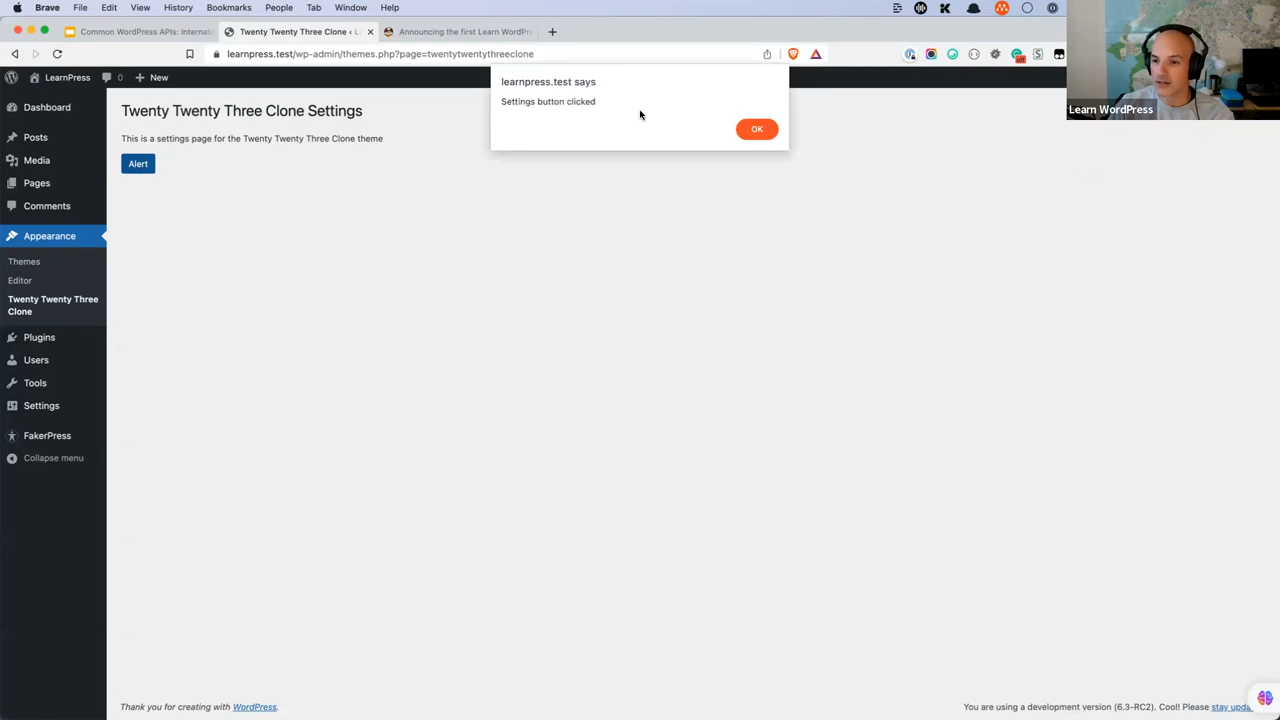 Brave File Edit View History Bookmarks People Tab Window Help
Common WordPress APIs: Internati
Twenty Twenty Three Clone ‹ L
Announcing the first Learn WordPr
learnpress.test/wp-admin/themes.php?page=twentytwentythreeclone
LearnPress 0 + New
learnpress.test says
Settings button clicked
OK
Learn WordPress
Dashboard
Posts
Media
Pages
Comments
Appearance
Themes
Editor
Twenty Twenty Three
Clone
Plugins
Users
Tools
Settings
FakerPress
Collapse menu
Twenty Twenty Three Clone Settings
This is a settings page for the Twenty Twenty Three Clone theme
Alert
Thank you for creating with WordPress.
You are using a development version (6.3-RC2). Cool! Please stay upda